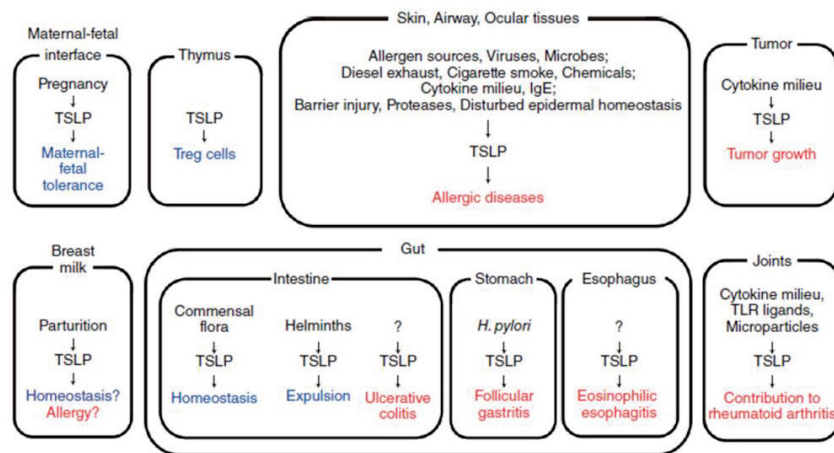 Maternal-fetal
interface
Pregnancy
TSLP
Maternal-
fetal
tolerance
Thymus
TSLP
Treg cells
Skin, Airway, Ocular tissues
Allergen sources, Viruses, Microbes;
Diesel exhaust, Cigarette smoke, Chemicals;
Cytokine milieu, IgE;
Barrier injury, Proteases, Disturbed epidermal homeostasis
TSLP
Allergic diseases
Tumor
Cytokine milieu
TSLP
Tumor growth
Breast
milk
Parturition
TSLP
Homeostasis?
Allergy?
Gut
Intestine
Commensal
flora
TSLP
Homeostasis
Helminths
TSLP
Expulsion
?
TSLP
Ulcerative
colitis
Stomach
H. pylori
TSLP
Follicular
gastritis
Esophagus
?
TSLP
Eosinophilic
esophagitis
Joints
Cytokine milieu,
TLR ligands,
Microparticles
TSLP
Contribution to
rheumatoid arthritis